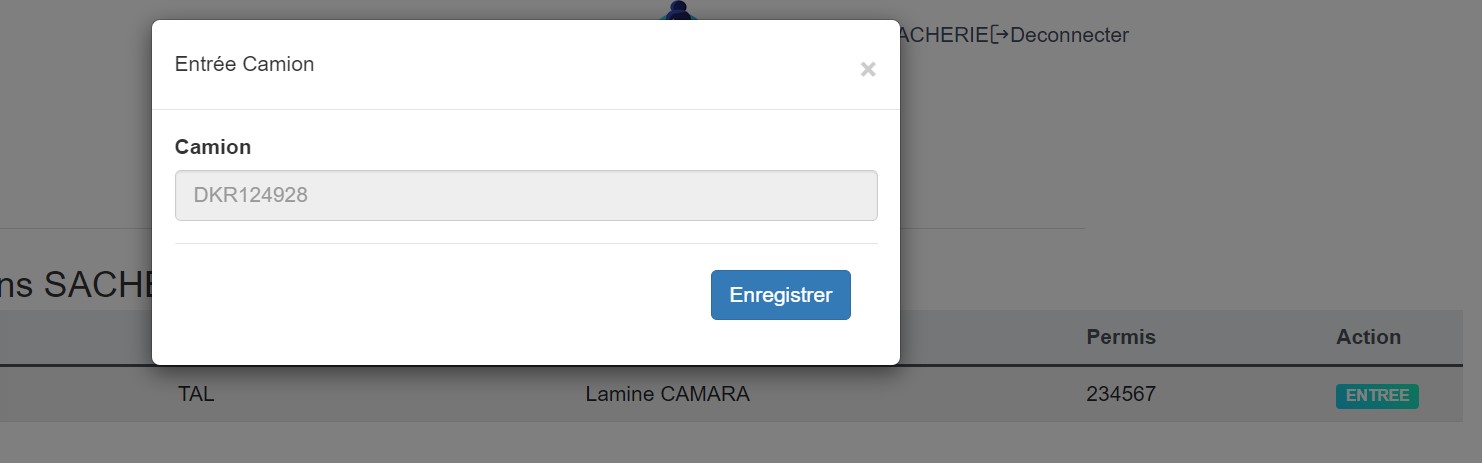 Entrée Camion
×
ACHERIE Deconnecter
Camion
DKR124928
Enregistrer
ns SACHE
Permis Action
TAL Lamine CAMARA 234567 ENTREE